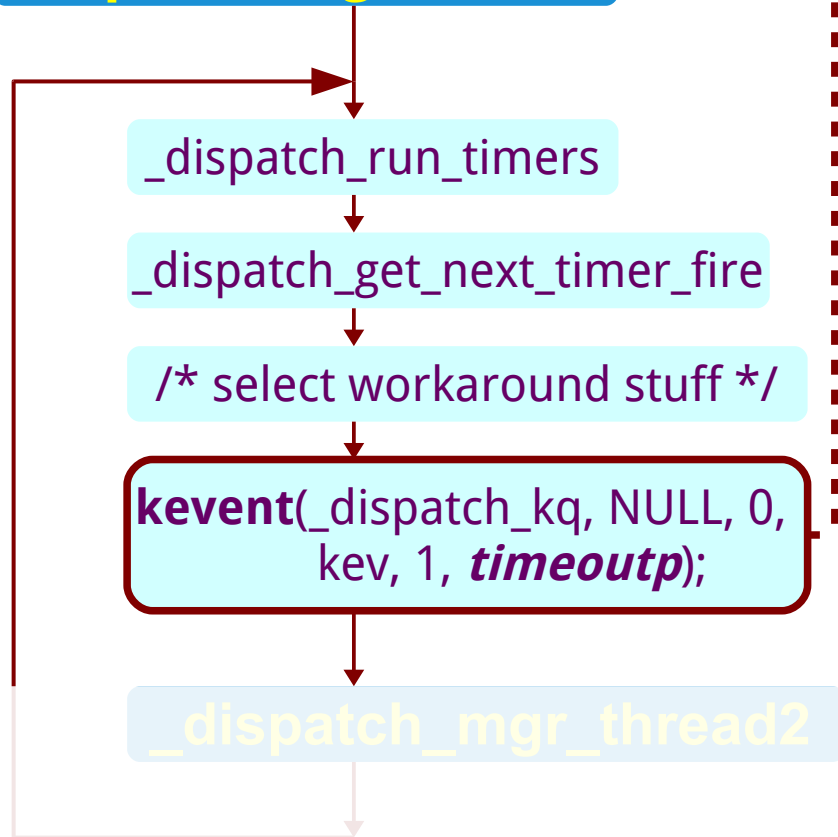 _dispatch_run_timers
_dispatch_get_next_timer_fire
/* select workaround stuff */
kevent(_dispatch_kq, NULL, 0,
kev, 1, timeoutp);
_dispatch_mgr_thread2